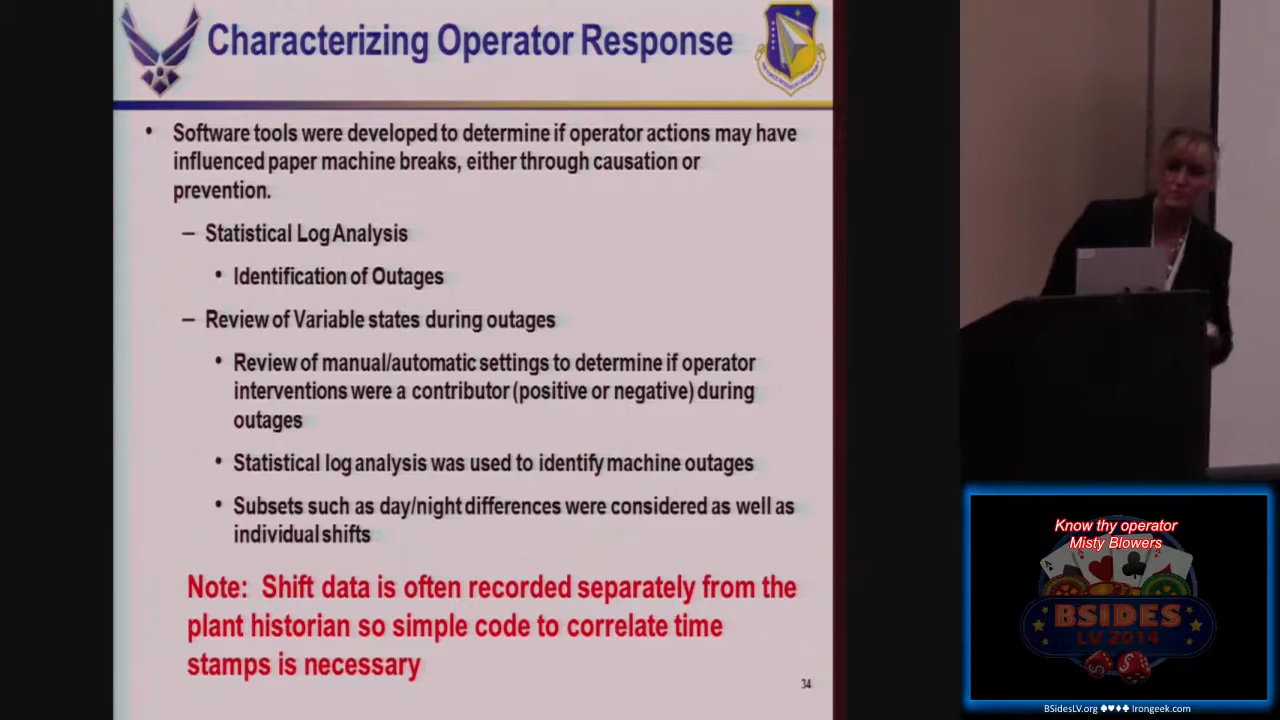 Characterizing Operator Response
• Software tools were developed to determine if operator actions may have
influenced paper machine breaks, either through causation or
prevention.
– Statistical Log Analysis
• Identification of Outages
– Review of Variable states during outages
• Review of manual/automatic settings to determine if operator
interventions were a contributor (positive or negative) during
outages
• Statistical log analysis was used to identify machine outages
• Subsets such as day/night differences were considered as well as
individual shifts
Note: Shift data is often recorded separately from the
plant historian so simple code to correlate time
stamps is necessary
34
Know thy operator
Misty Blowers
BSIDES
LV 2014
BSidesLV.org ♠♥♦♣ Irongeek.com